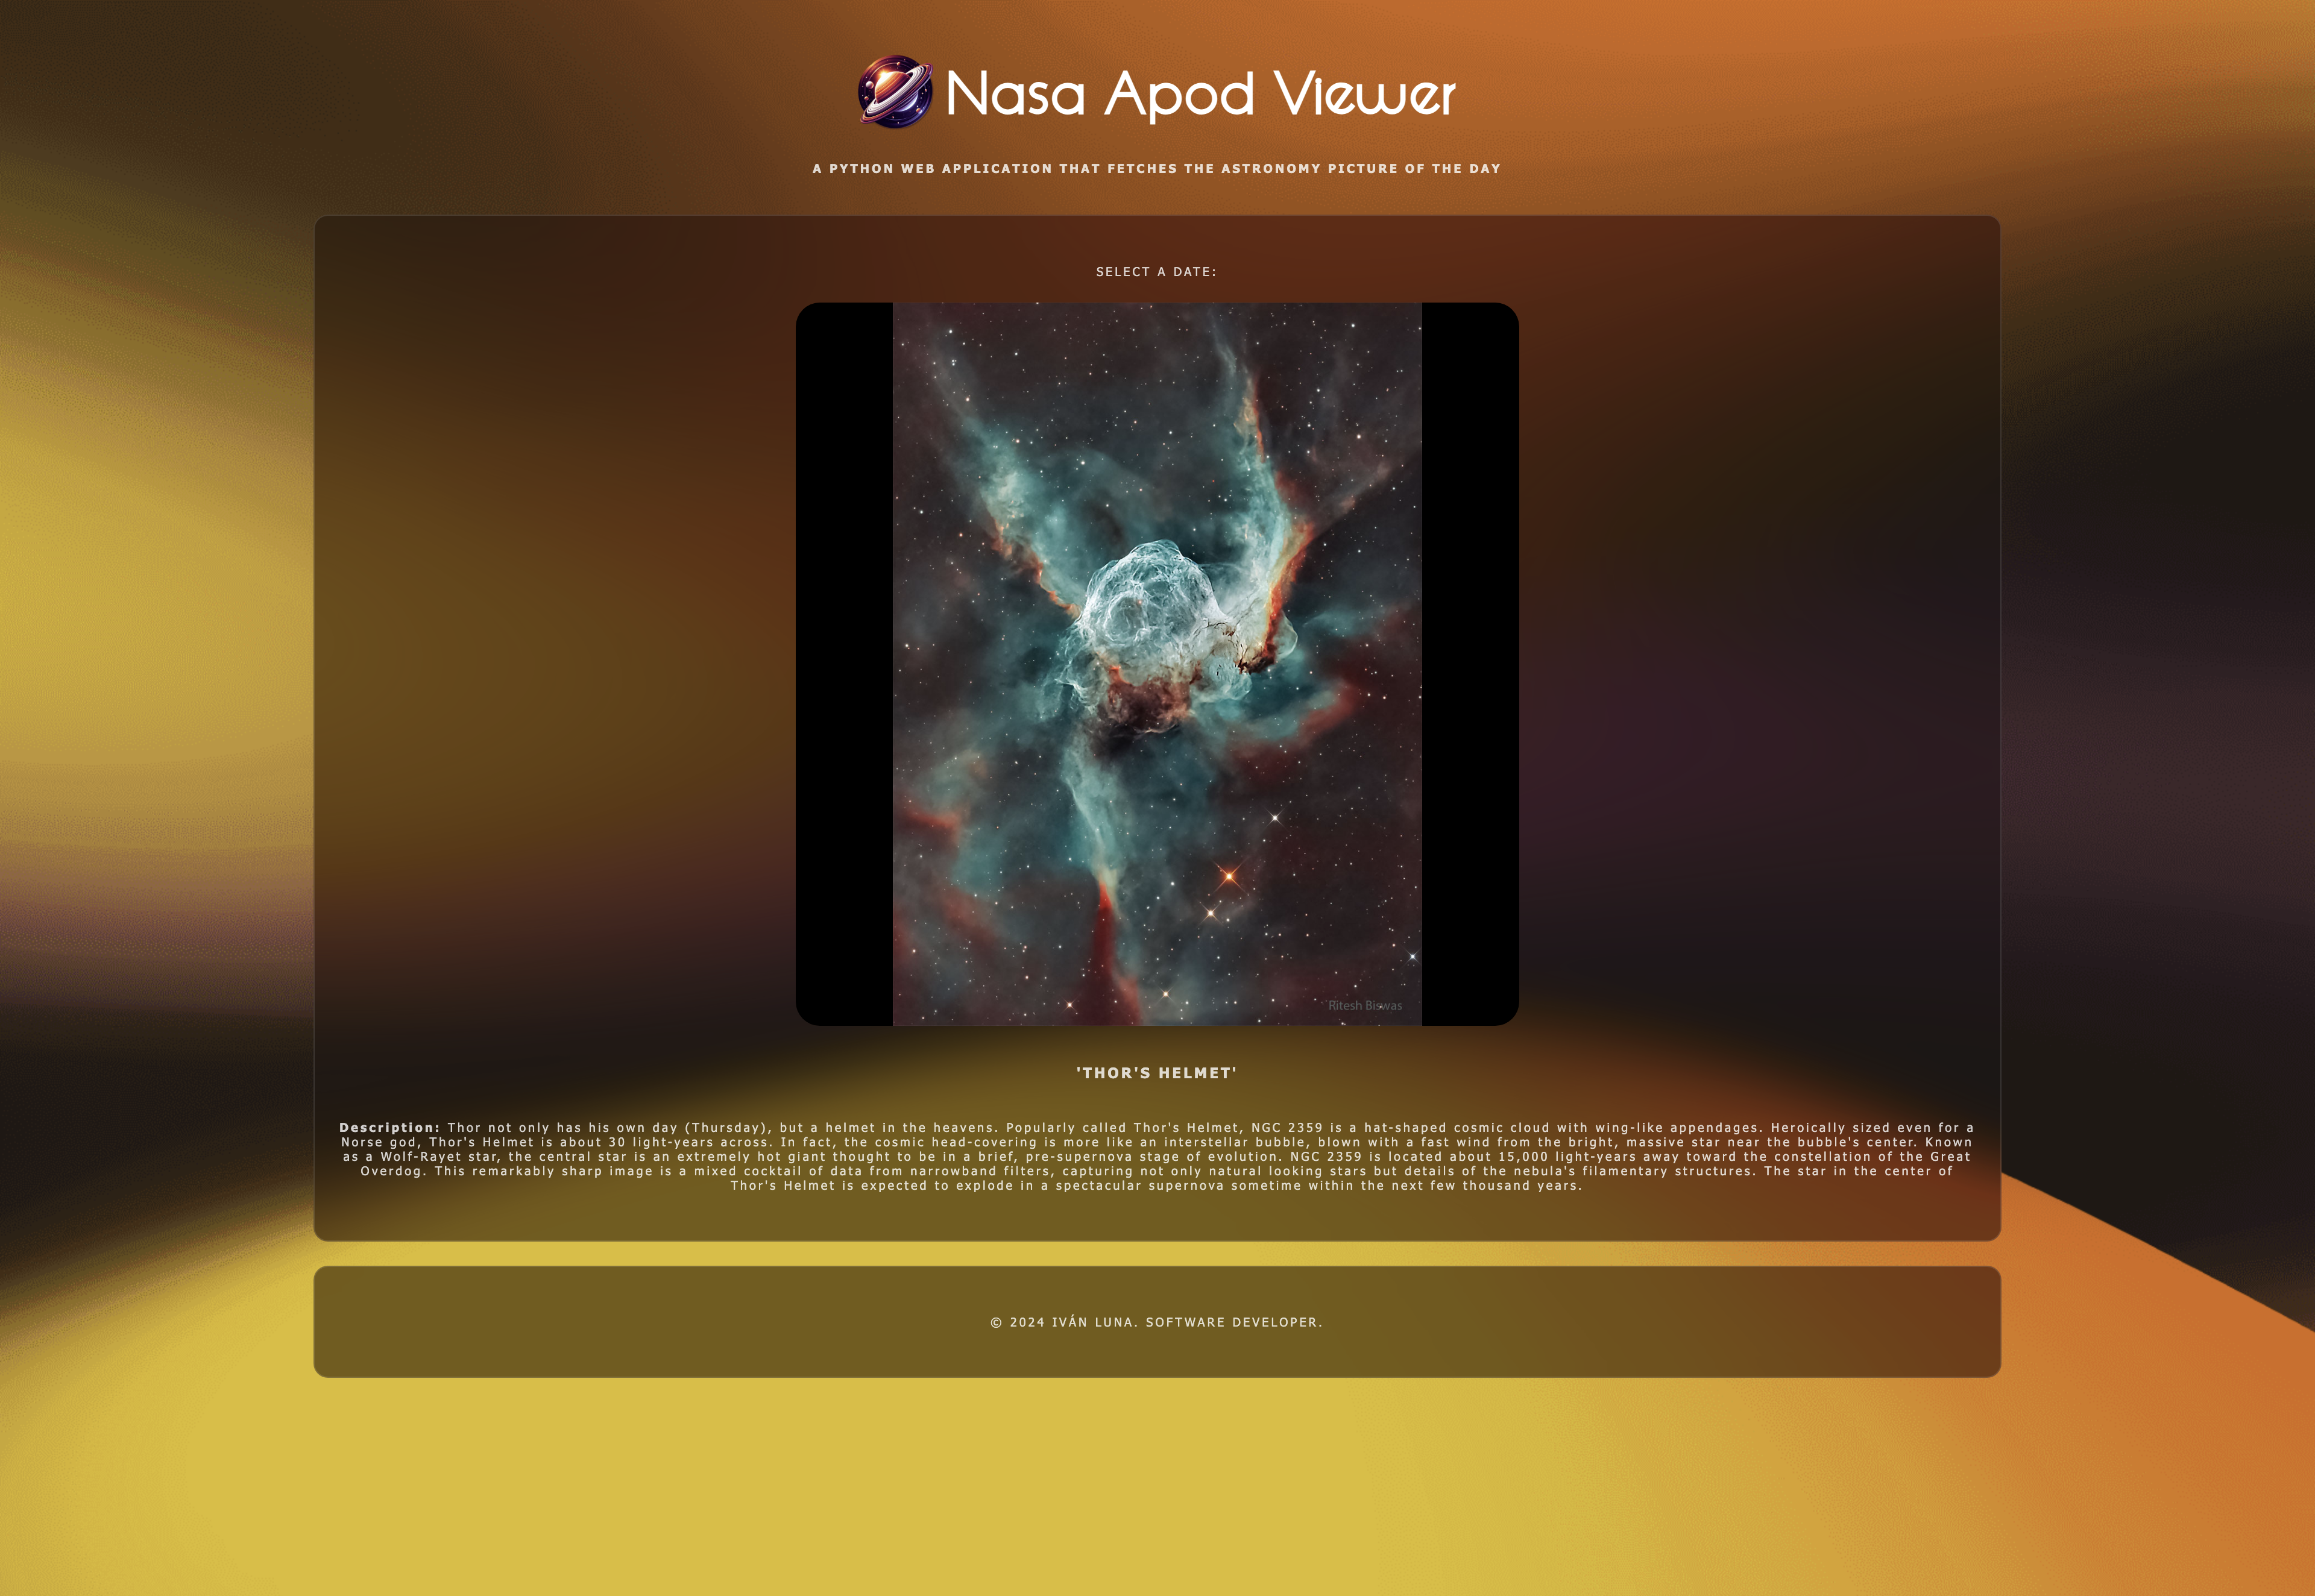 Nasa Apod Viewer
A PYTHON WEB APPLICATION THAT FETCHES THE ASTRONOMY PICTURE OF THE DAY
SELECT A DATE:
Ritesh Biswas
'THOR'S HELMET'
Description: Thor not only has his own day (Thursday), but a helmet in the heavens. Popularly called Thor's Helmet, NGC 2359 is a hat-shaped cosmic cloud with wing-like appendages. Heroically sized even for a
Norse god, Thor's Helmet is about 30 light-years across. In fact, the cosmic head-covering is more like an interstellar bubble, blown with a fast wind from the bright, massive star near the bubble's center. Known
as a Wolf-Rayet star, the central star is an extremely hot giant thought to be in a brief, pre-supernova stage of evolution. NGC 2359 is located about 15,000 light-years away toward the constellation of the Great
Overdog. This remarkably sharp image is a mixed cocktail of data from narrowband filters, capturing not only natural looking stars but details of the nebula's filamentary structures. The star in the center of
Thor's Helmet is expected to explode in a spectacular supernova sometime within the next few thousand years.
© 2024 IVÁN LUNA. SOFTWARE DEVELOPER.